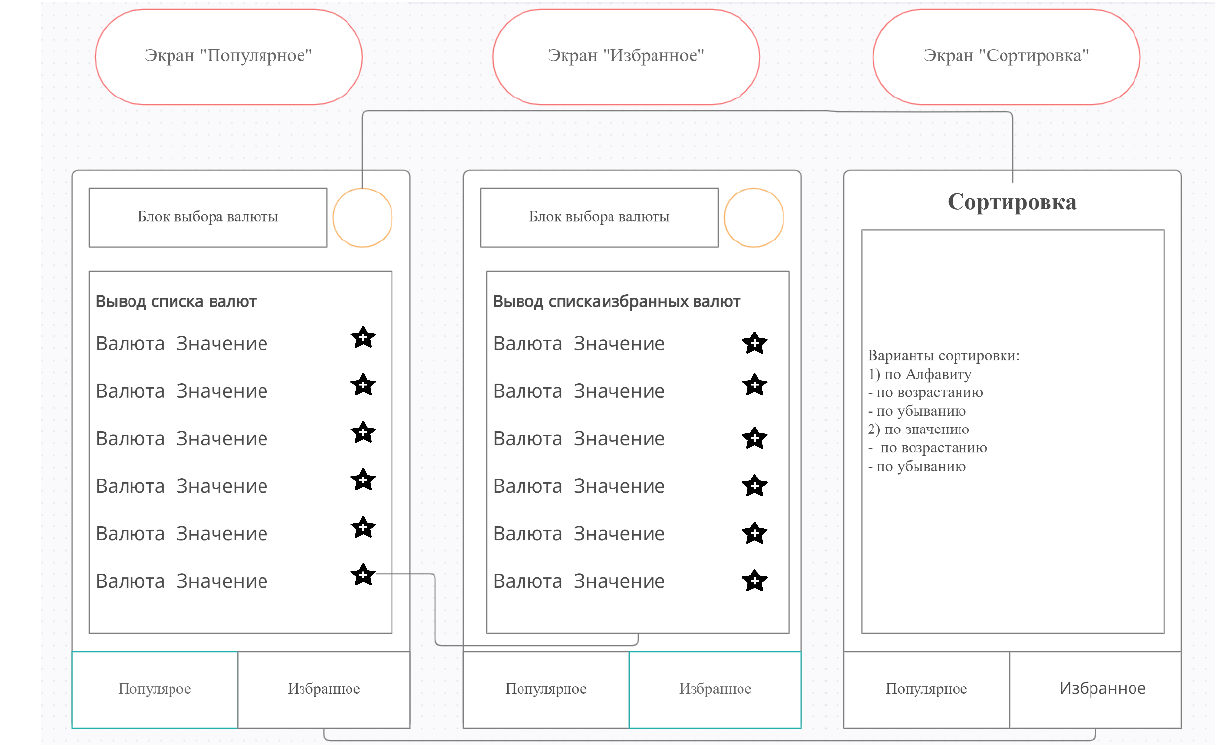 Экран "Популярное"
Экран "Избранное"
Экран "Сортировка"
Блок выбора валюты
Вывод списка валют
Валюта Значение
Валюта Значение
Валюта Значение
Валюта Значение
Валюта Значение
Валюта Значение
Популярое
Избранное
Блок выбора валюты
Вывод спискаизбранных валют
Валюта Значение
Валюта Значение
Валюта Значение
Валюта Значение
Валюта Значение
Валюта Значение
Популярное
Избранное
Сортировка
Варианты сортировки:
1) по Алфавиту
- по возрастанию
- по убыванию
2) по значению
- по возрастанию
- по убыванию
Популярное
Избранное